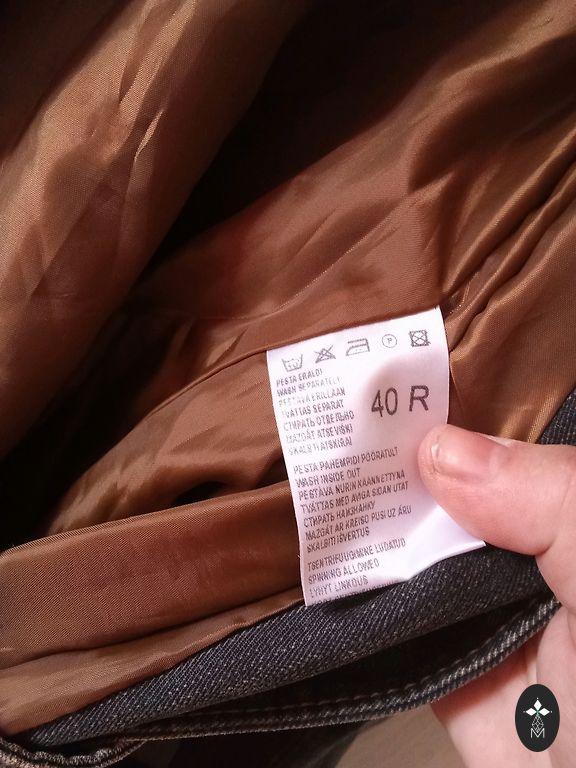 P
PESTA ERALDI
WASH SEPARATELY
PESTÄVÄ ERILLÄÄN
TVÄTTAS SEPARAT
СТИРАТЬ ОТДЕЛЬНО
MAZGĀT ATSEVIŠĶI
SKALBTI ATSKIRAI
40 R
PESTA PAHEMPIDI PÖÖRATULT
WASH INSIDE OUT
PESTÄVÄ NURIN KÄÄNNETTYNÄ
TVÄTTAS MED AVIGA SIDAN UTÅT
СТИРАТЬ НАИЗНАНКУ
MAZGĀT AR KREISO PUSI UZ ĀRU
SKALBTI IŠVERTUS
TSENTRIFUUGIMINE LUBATUD
SPINNING ALLOWED
LYHYT LINKOUS
M